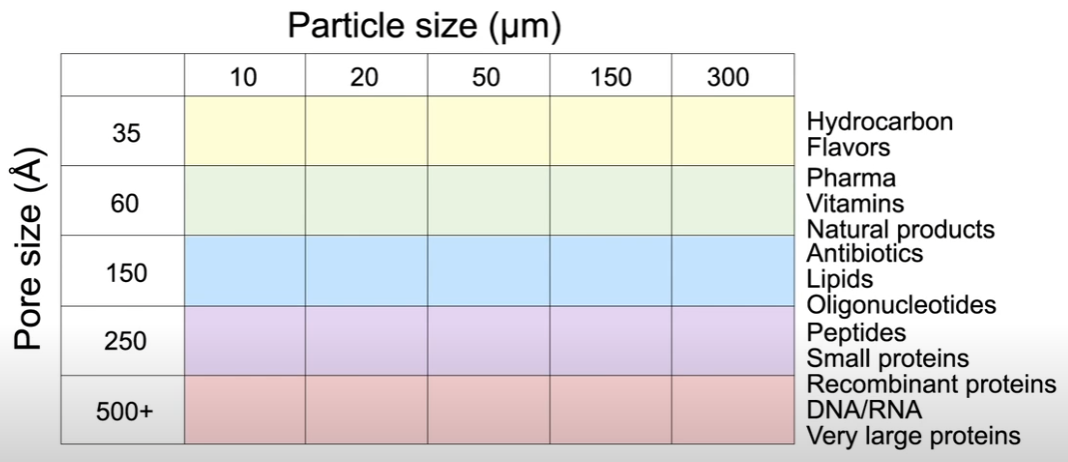 Particle size (µm)
10 20 50 150 300
Pore size (Å)
35
Hydrocarbon
Flavors
60
Pharma
Vitamins
Natural products
150
Antibiotics
Lipids
Oligonucleotides
250
Peptides
Small proteins
500+
Recombinant proteins
DNA/RNA
Very large proteins